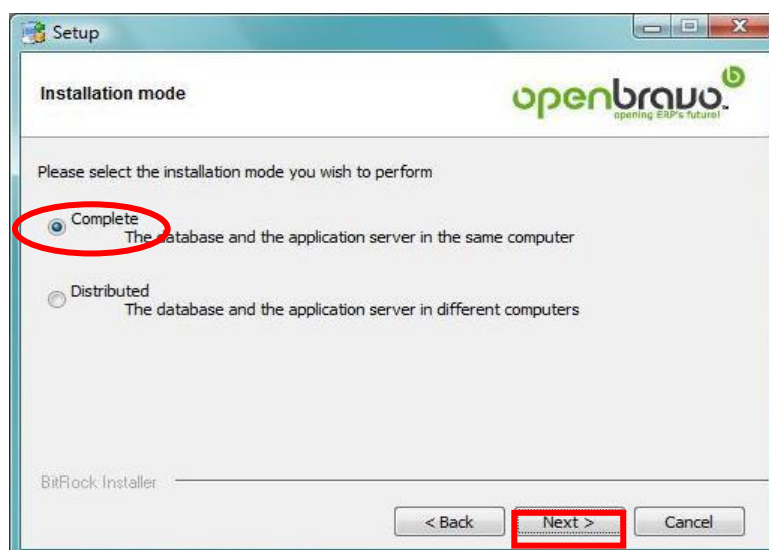 Setup
Installation mode
openbravo.
opening ERP's future!
Please select the installation mode you wish to perform
Complete
The database and the application server in the same computer
Distributed
The database and the application server in different computers
BitRock Installer
< Back
Next >
Cancel